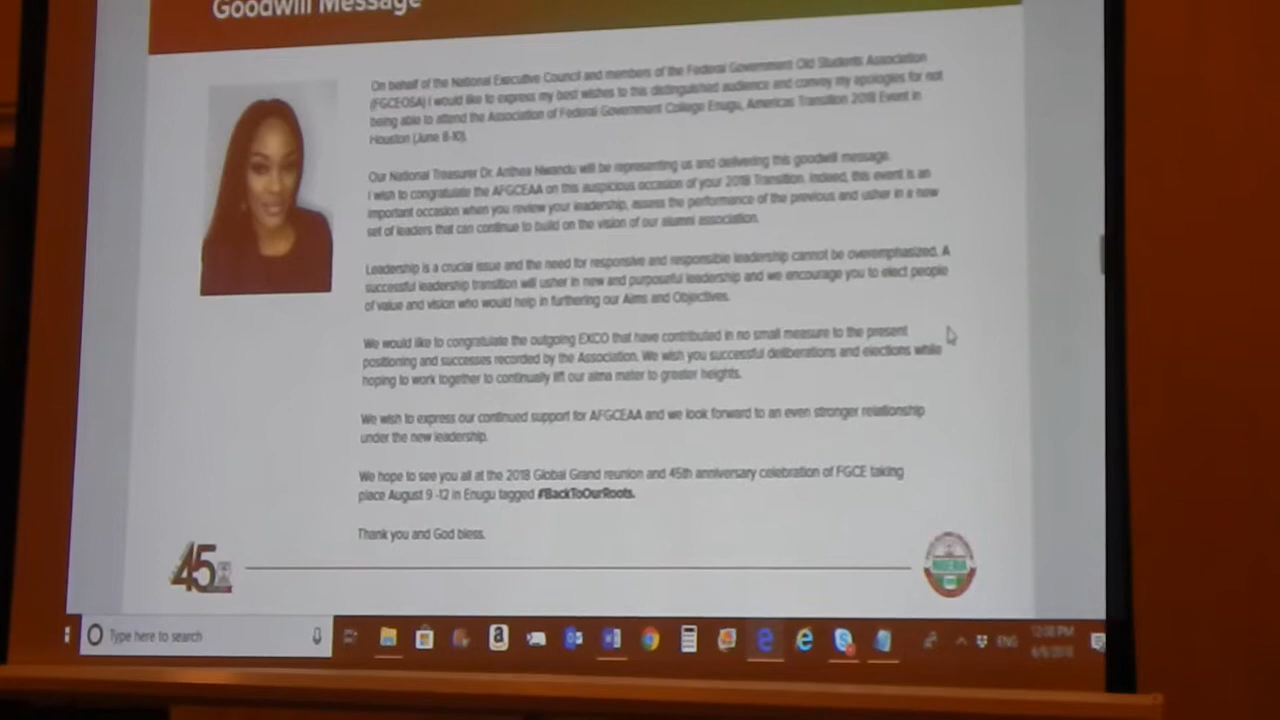 Goodwill Message
On behalf of the National Executive Council and members of the Federal Government Old Students Association
(FGCEOSA) I would like to express my best wishes to this distinguished audience and convey my apologies for not
being able to attend the Association of Federal Government College Enugu, Americas Transition 2018 Event in
Houston (June 8-10).
Our National Treasurer Dr. Anthea Nwandu will be representing us and delivering this goodwill message.
I wish to congratulate the AFGCEAA on this auspicious occasion of your 2018 Transition. Indeed, this event is an
important occasion when you review your leadership, assess the performance of the previous and usher in a new
set of leaders that can continue to build on the vision of our alumni association.
Leadership is a crucial issue and the need for responsive and responsible leadership cannot be overemphasized. A
successful leadership transition will usher in new and purposeful leadership and we encourage you to elect people
of value and vision who would help in furthering our Aims and Objectives.
We would like to congratulate the outgoing EXCO that have contributed in no small measure to the present
positioning and successes recorded by the Association. We wish you successful deliberations and elections while
hoping to work together to continually lift our alma mater to greater heights.
We wish to express our continued support for AFGCEAA and we look forward to an even stronger relationship
under the new leadership.
We hope to see you all at the 2018 Global Grand reunion and 45th anniversary celebration of FGCE taking
place August 9 -12 in Enugu tagged #BackToOurRoots.
Thank you and God bless.
45
NIGERIA
Type here to search
ENG
12:08 PM
6/9/2018